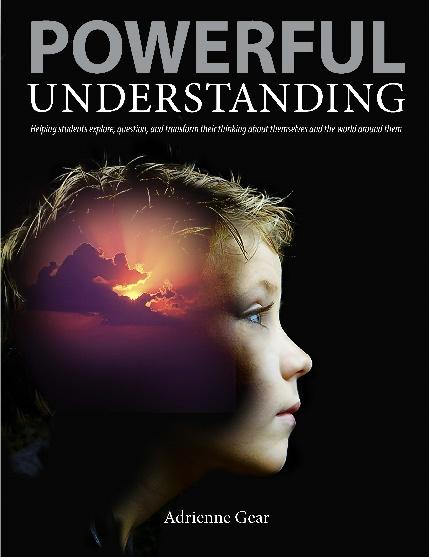 POWERFUL
UNDERSTANDING
Helping students explore, question, and transform their thinking about themselves and the world around them
Adrienne Gear